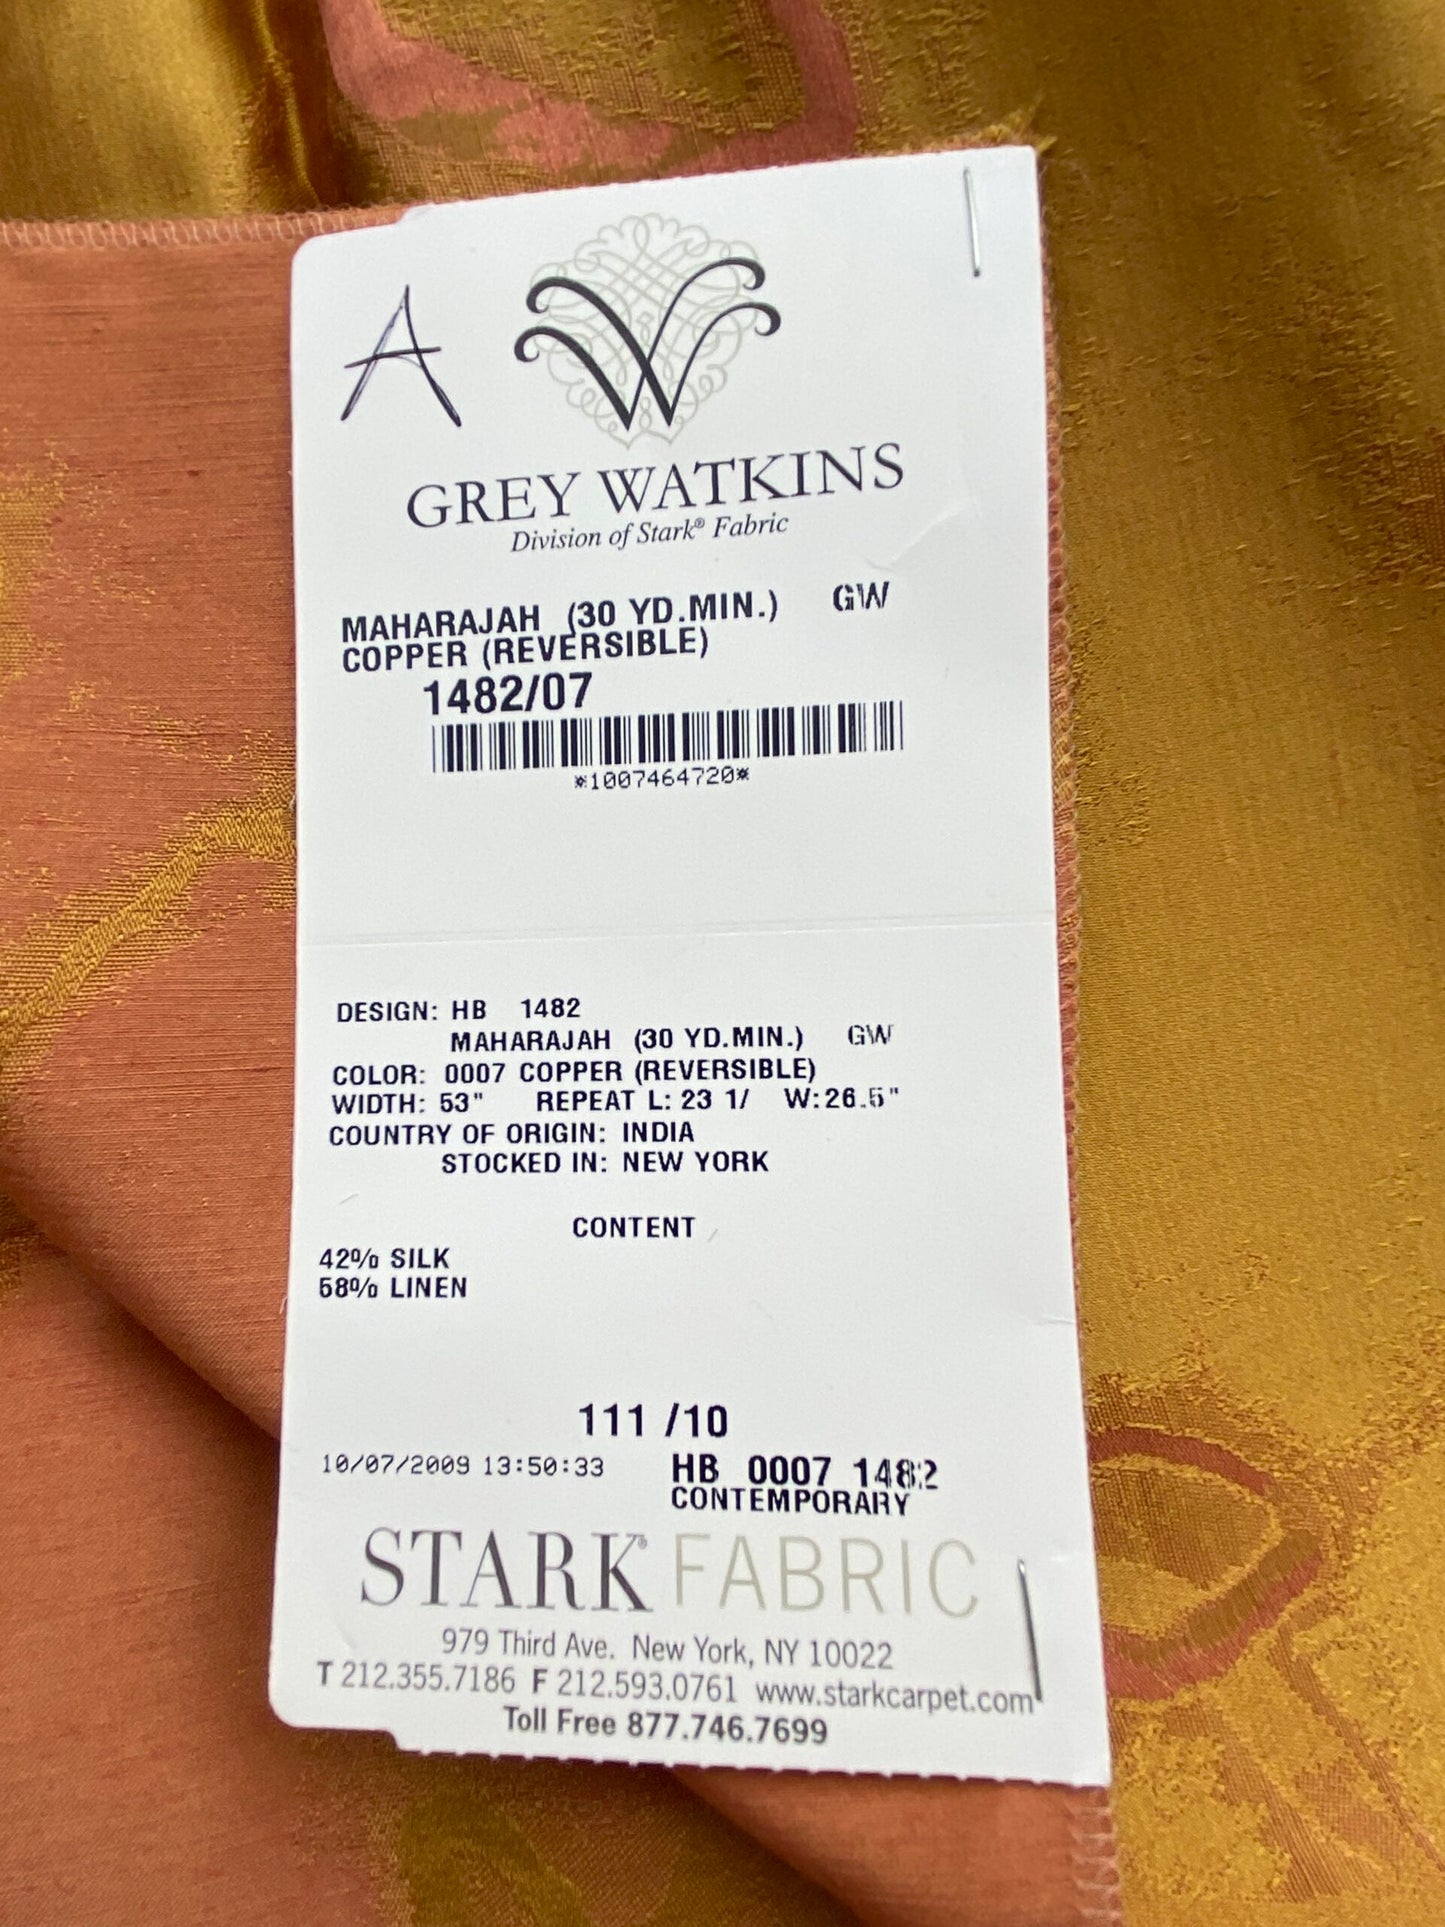 A
W
GREY WATKINS
Division of Stark® Fabric
MAHARAJAH (30 YD.MIN.) GW
COPPER (REVERSIBLE)
1482/07
*1007464720*
DESIGN: HB 1482
MAHARAJAH (30 YD.MIN.) GW
COLOR: 0007 COPPER (REVERSIBLE)
WIDTH: 53" REPEAT L: 23 1/ W:26.5"
COUNTRY OF ORIGIN: INDIA
STOCKED IN: NEW YORK
CONTENT
42% SILK
58% LINEN
111 /10
10/07/2009 13:50:33 HB 0007 1482
CONTEMPORARY
STARK® FABRIC
979 Third Ave. New York, NY 10022
T 212.355.7186 F 212.593.0761 www.starkcarpet.com
Toll Free 877.746.7699